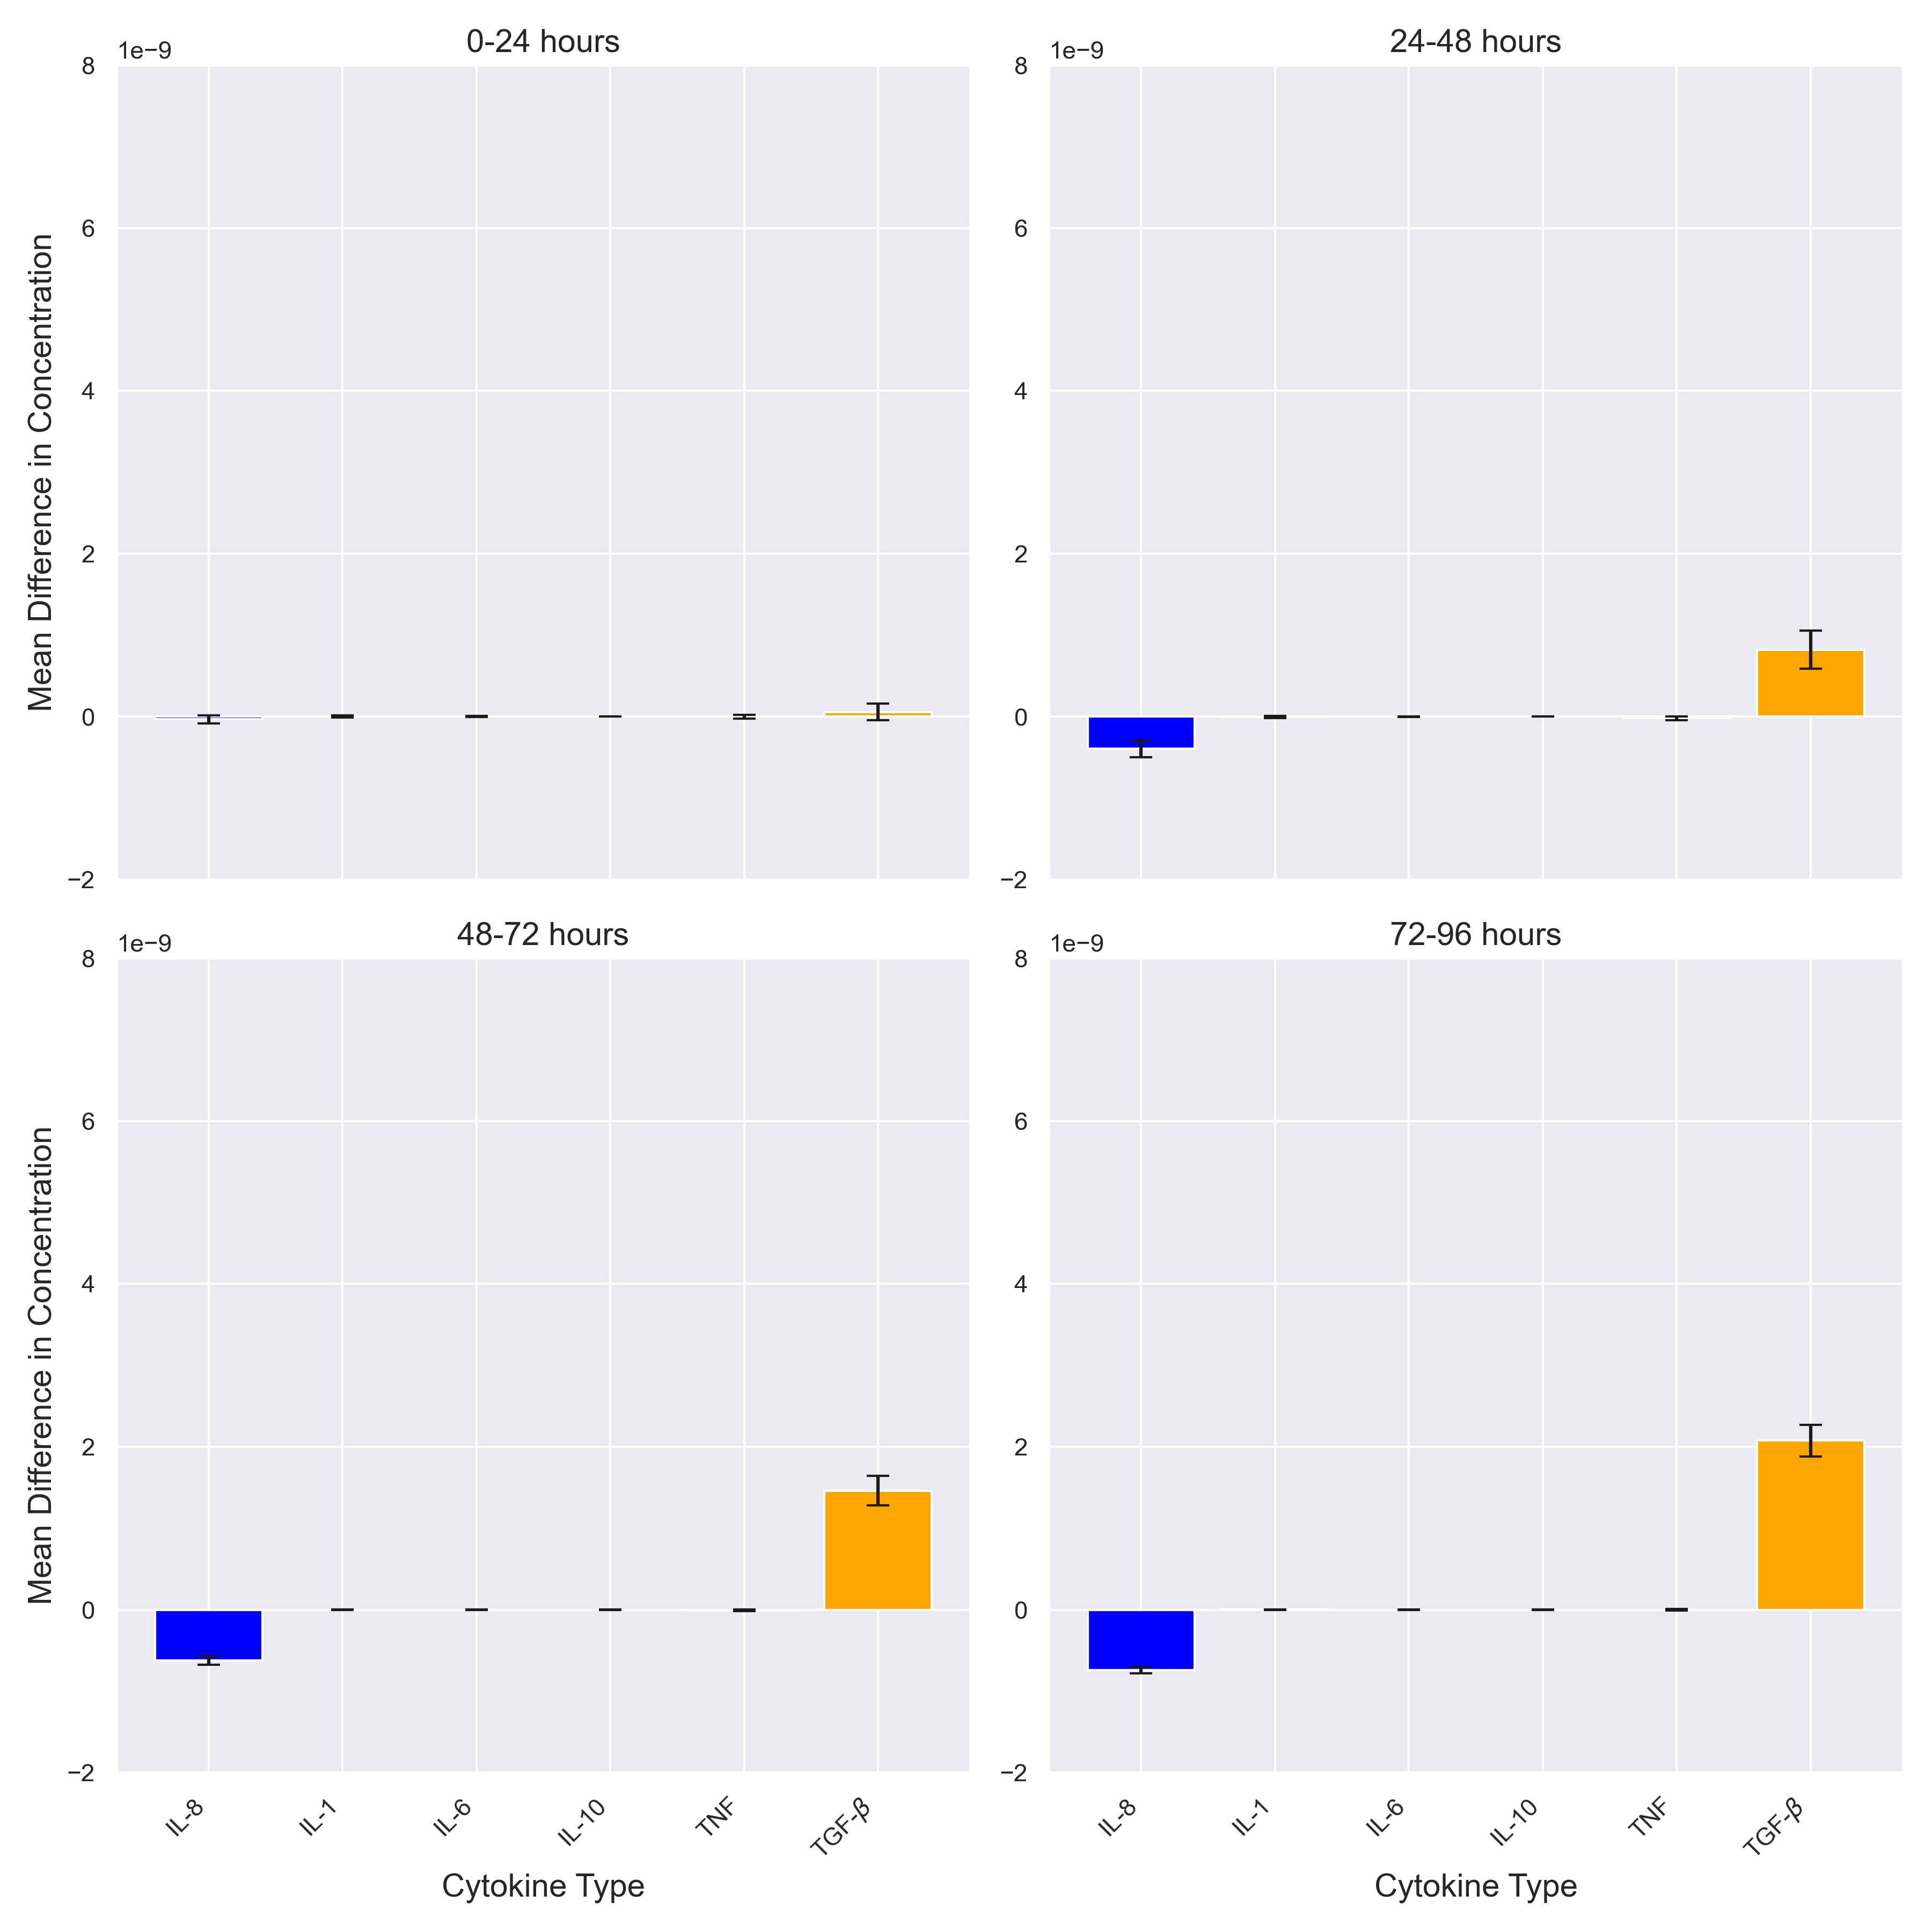 0-24 hours
24-48 hours
1e−9
1e−9
8
6
4
2
0
−2
8
6
4
2
0
−2
Mean Difference in Concentration
48-72 hours
72-96 hours
1e−9
1e−9
8
6
4
2
0
−2
8
6
4
2
0
−2
Mean Difference in Concentration
IL-8
IL-1
IL-6
IL-10
TNF
TGF-β
IL-8
IL-1
IL-6
IL-10
TNF
TGF-β
Cytokine Type
Cytokine Type